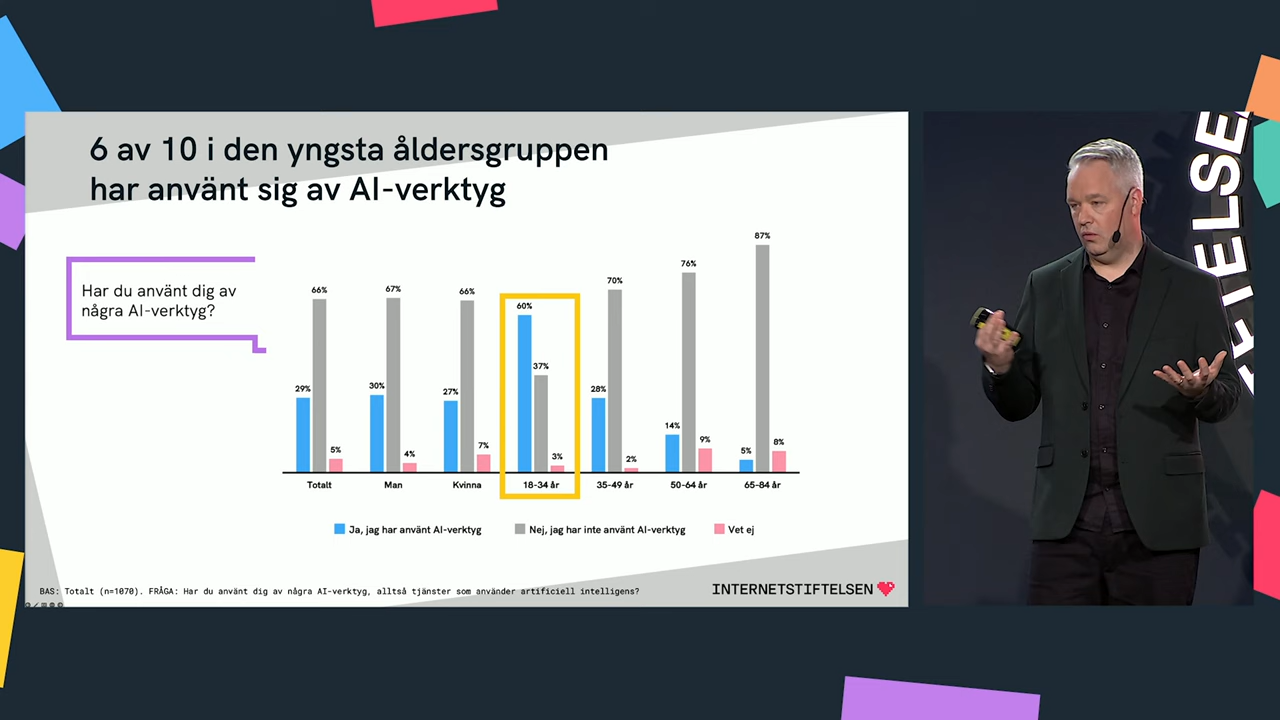 6 av 10 i den yngsta åldersgruppen
har använt sig av AI-verktyg
Har du använt dig av
några AI-verktyg?
29% 66% 5%
30% 67% 4%
27% 66% 7%
60% 37% 3%
28% 70% 2%
14% 76% 9%
5% 87% 8%
Totalt Man Kvinna 18-34 år 35-49 år 50-64 år 65-84 år
Ja, jag har använt AI-verktyg Nej, jag har inte använt AI-verktyg Vet ej
BAS: Totalt (n=1070). FRÅGA: Har du använt dig av några AI-verktyg, alltså tjänster som använder artificiell intelligens?
INTERNETSTIFTELSEN
TIFTELSE